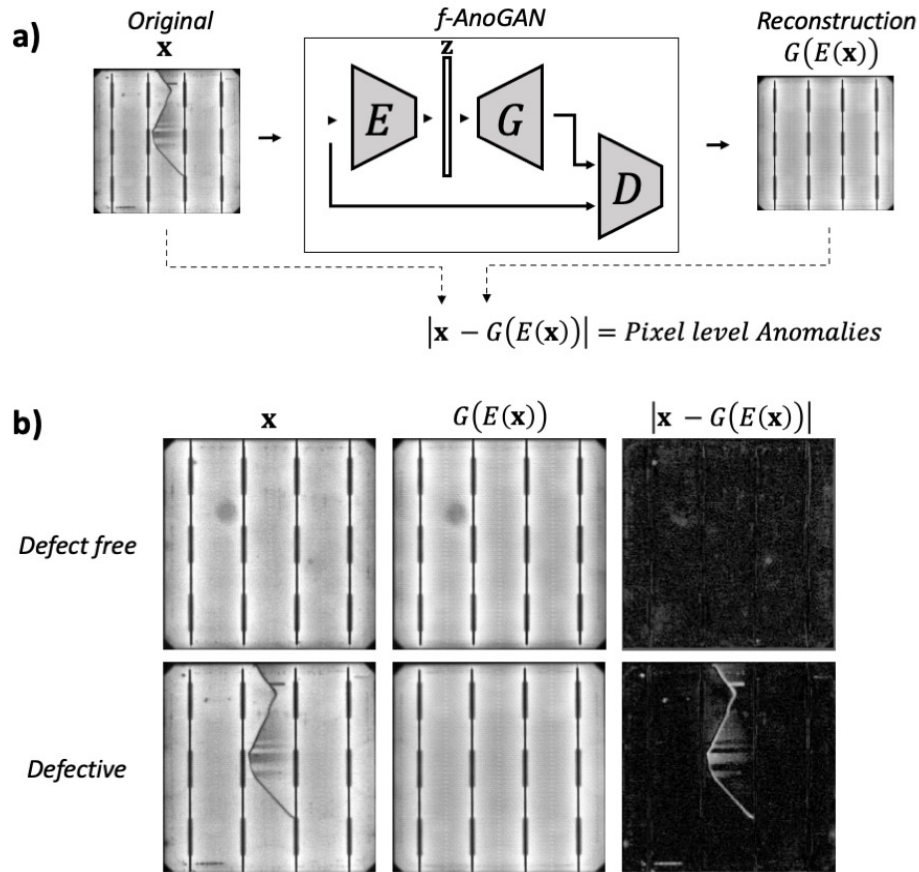 a)
Original
x
f-AnoGAN
z
E
G
D
Reconstruction
G(E(x))
|x − G(E(x))| = Pixel level Anomalies
b)
x
G(E(x))
|x − G(E(x))|
Defect free
Defective